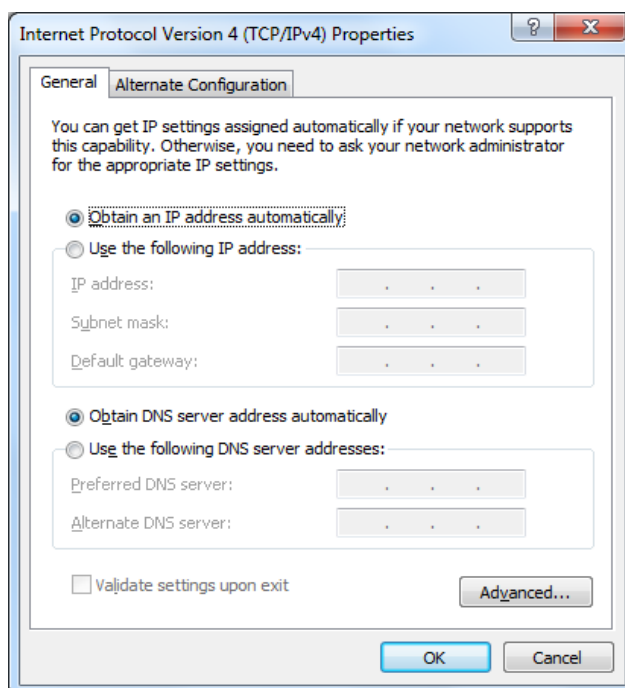 Internet Protocol Version 4 (TCP/IPv4) Properties
General
Alternate Configuration
You can get IP settings assigned automatically if your network supports
this capability. Otherwise, you need to ask your network administrator
for the appropriate IP settings.
Obtain an IP address automatically
Use the following IP address:
IP address:
Subnet mask:
Default gateway:
Obtain DNS server address automatically
Use the following DNS server addresses:
Preferred DNS server:
Alternate DNS server:
Validate settings upon exit
Advanced...
OK
Cancel